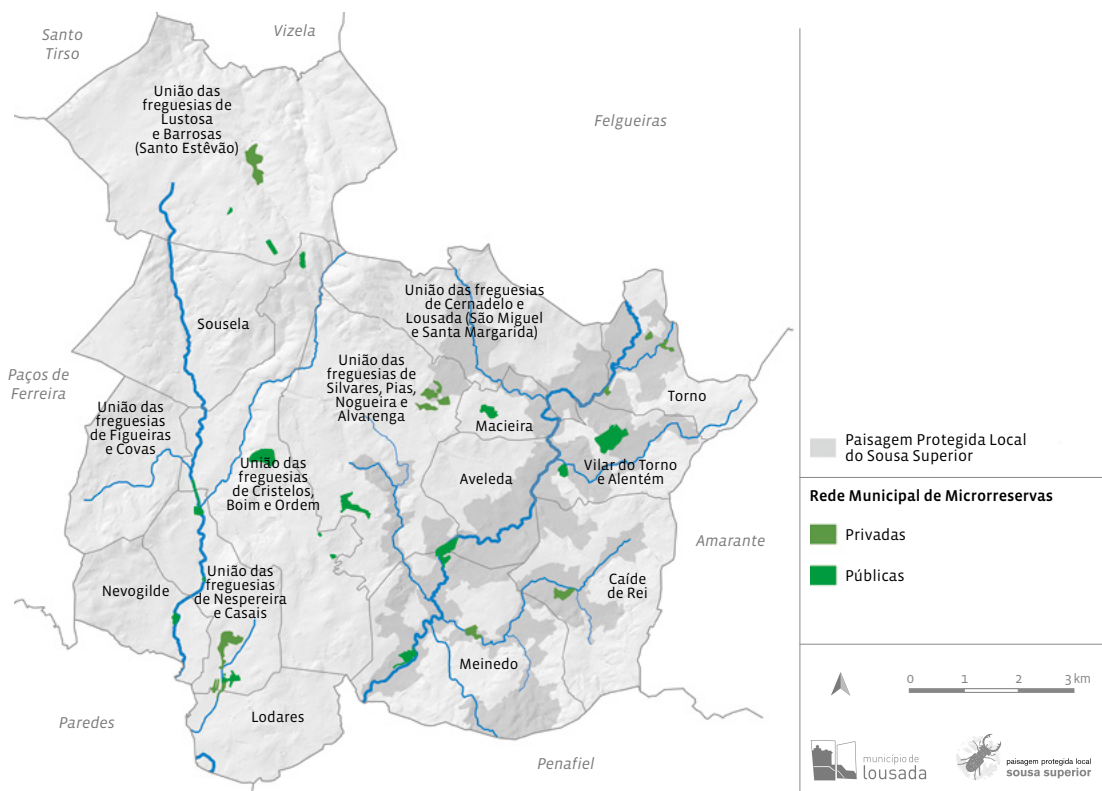 Santo
Tirso
Vizela
União das
freguesias de
Lustosa
e Barrosas
(Santo Estêvão)
Felgueiras
União das freguesias
de Cernadelo e
Lousada (São Miguel
e Santa Margarida)
Sousela
União das
freguesias de
Silvares, Pias,
Nogueira e
Alvarenga
Paços de
Ferreira
Torno
União das
freguesias
de Figueiras
e Covas
Macieira
União das
freguesias
de Cristelos,
Boim e Ordem
Aveleda
Vilar do Torno
e Alentém
Amarante
Nevogilde
União das
freguesias
de Nespereira
e Casais
Caíde
de Rei
Meinedo
Lodares
Paredes
Penafiel
Paisagem Protegida Local
do Sousa Superior
Rede Municipal de Microrreservas
Privadas
Públicas
0 1 2 3 km
município de
lousada
paisagem protegida local
sousa superior